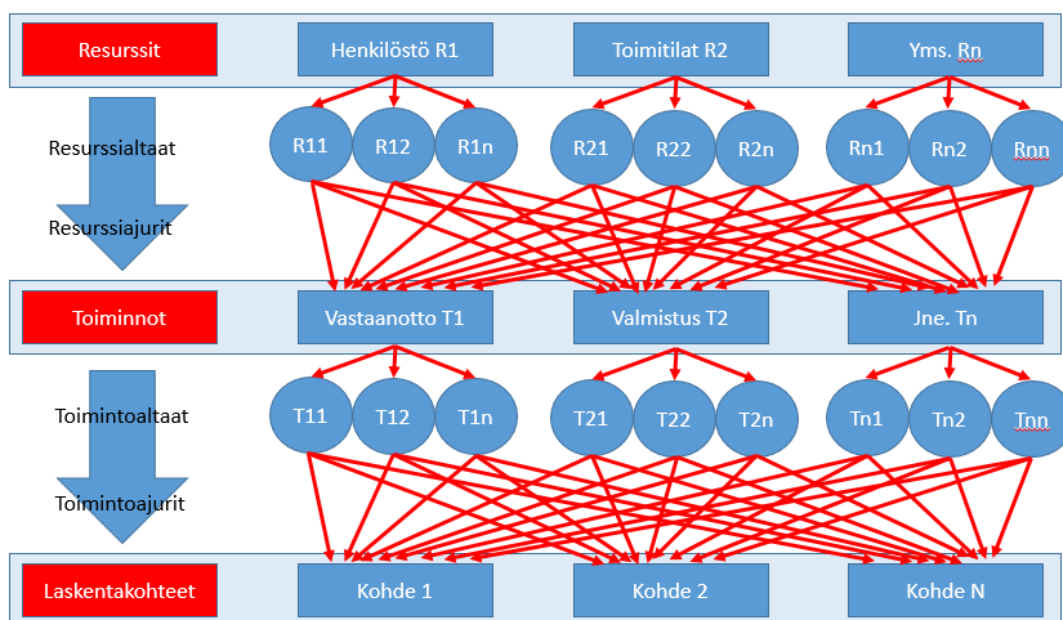 Resurssit
Henkilöstö R1
Toimitilat R2
Yms. Rn
Resurssialtaat
R11
R12
R1n
R21
R22
R2n
Rn1
Rn2
Rnn
Resurssiajurit
Toiminnot
Vastaanotto T1
Valmistus T2
Jne. Tn
Toimintoaltaat
T11
T12
T1n
T21
T22
T2n
Tn1
Tn2
Tnn
Toimintoajurit
Laskentakohteet
Kohde 1
Kohde 2
Kohde N